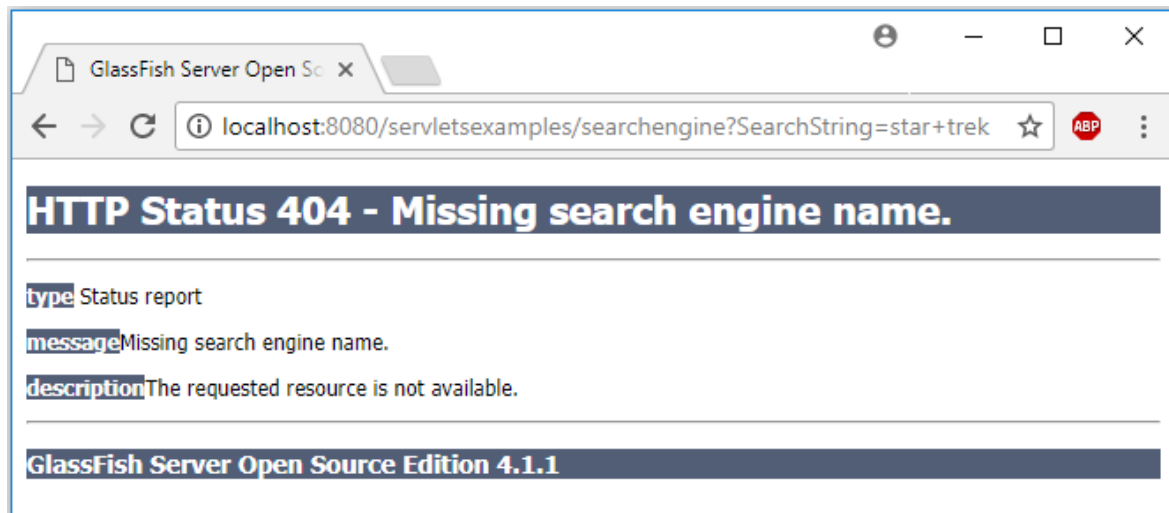 GlassFish Server Open Sc
localhost:8080/servletsexamples/searchengine?SearchString=star+trek
ABP
HTTP Status 404 - Missing search engine name.
type Status report
messageMissing search engine name.
descriptionThe requested resource is not available.
GlassFish Server Open Source Edition 4.1.1